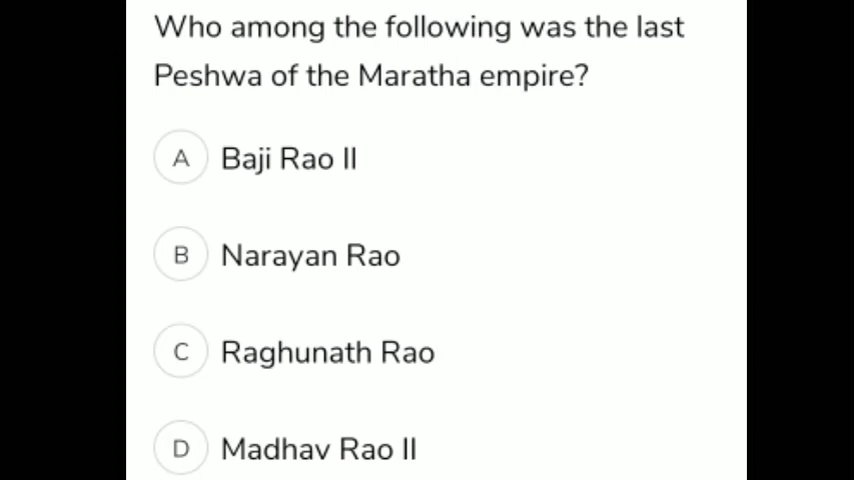 Who among the following was the last
Peshwa of the Maratha empire?
A Baji Rao II
B Narayan Rao
C Raghunath Rao
D Madhav Rao II